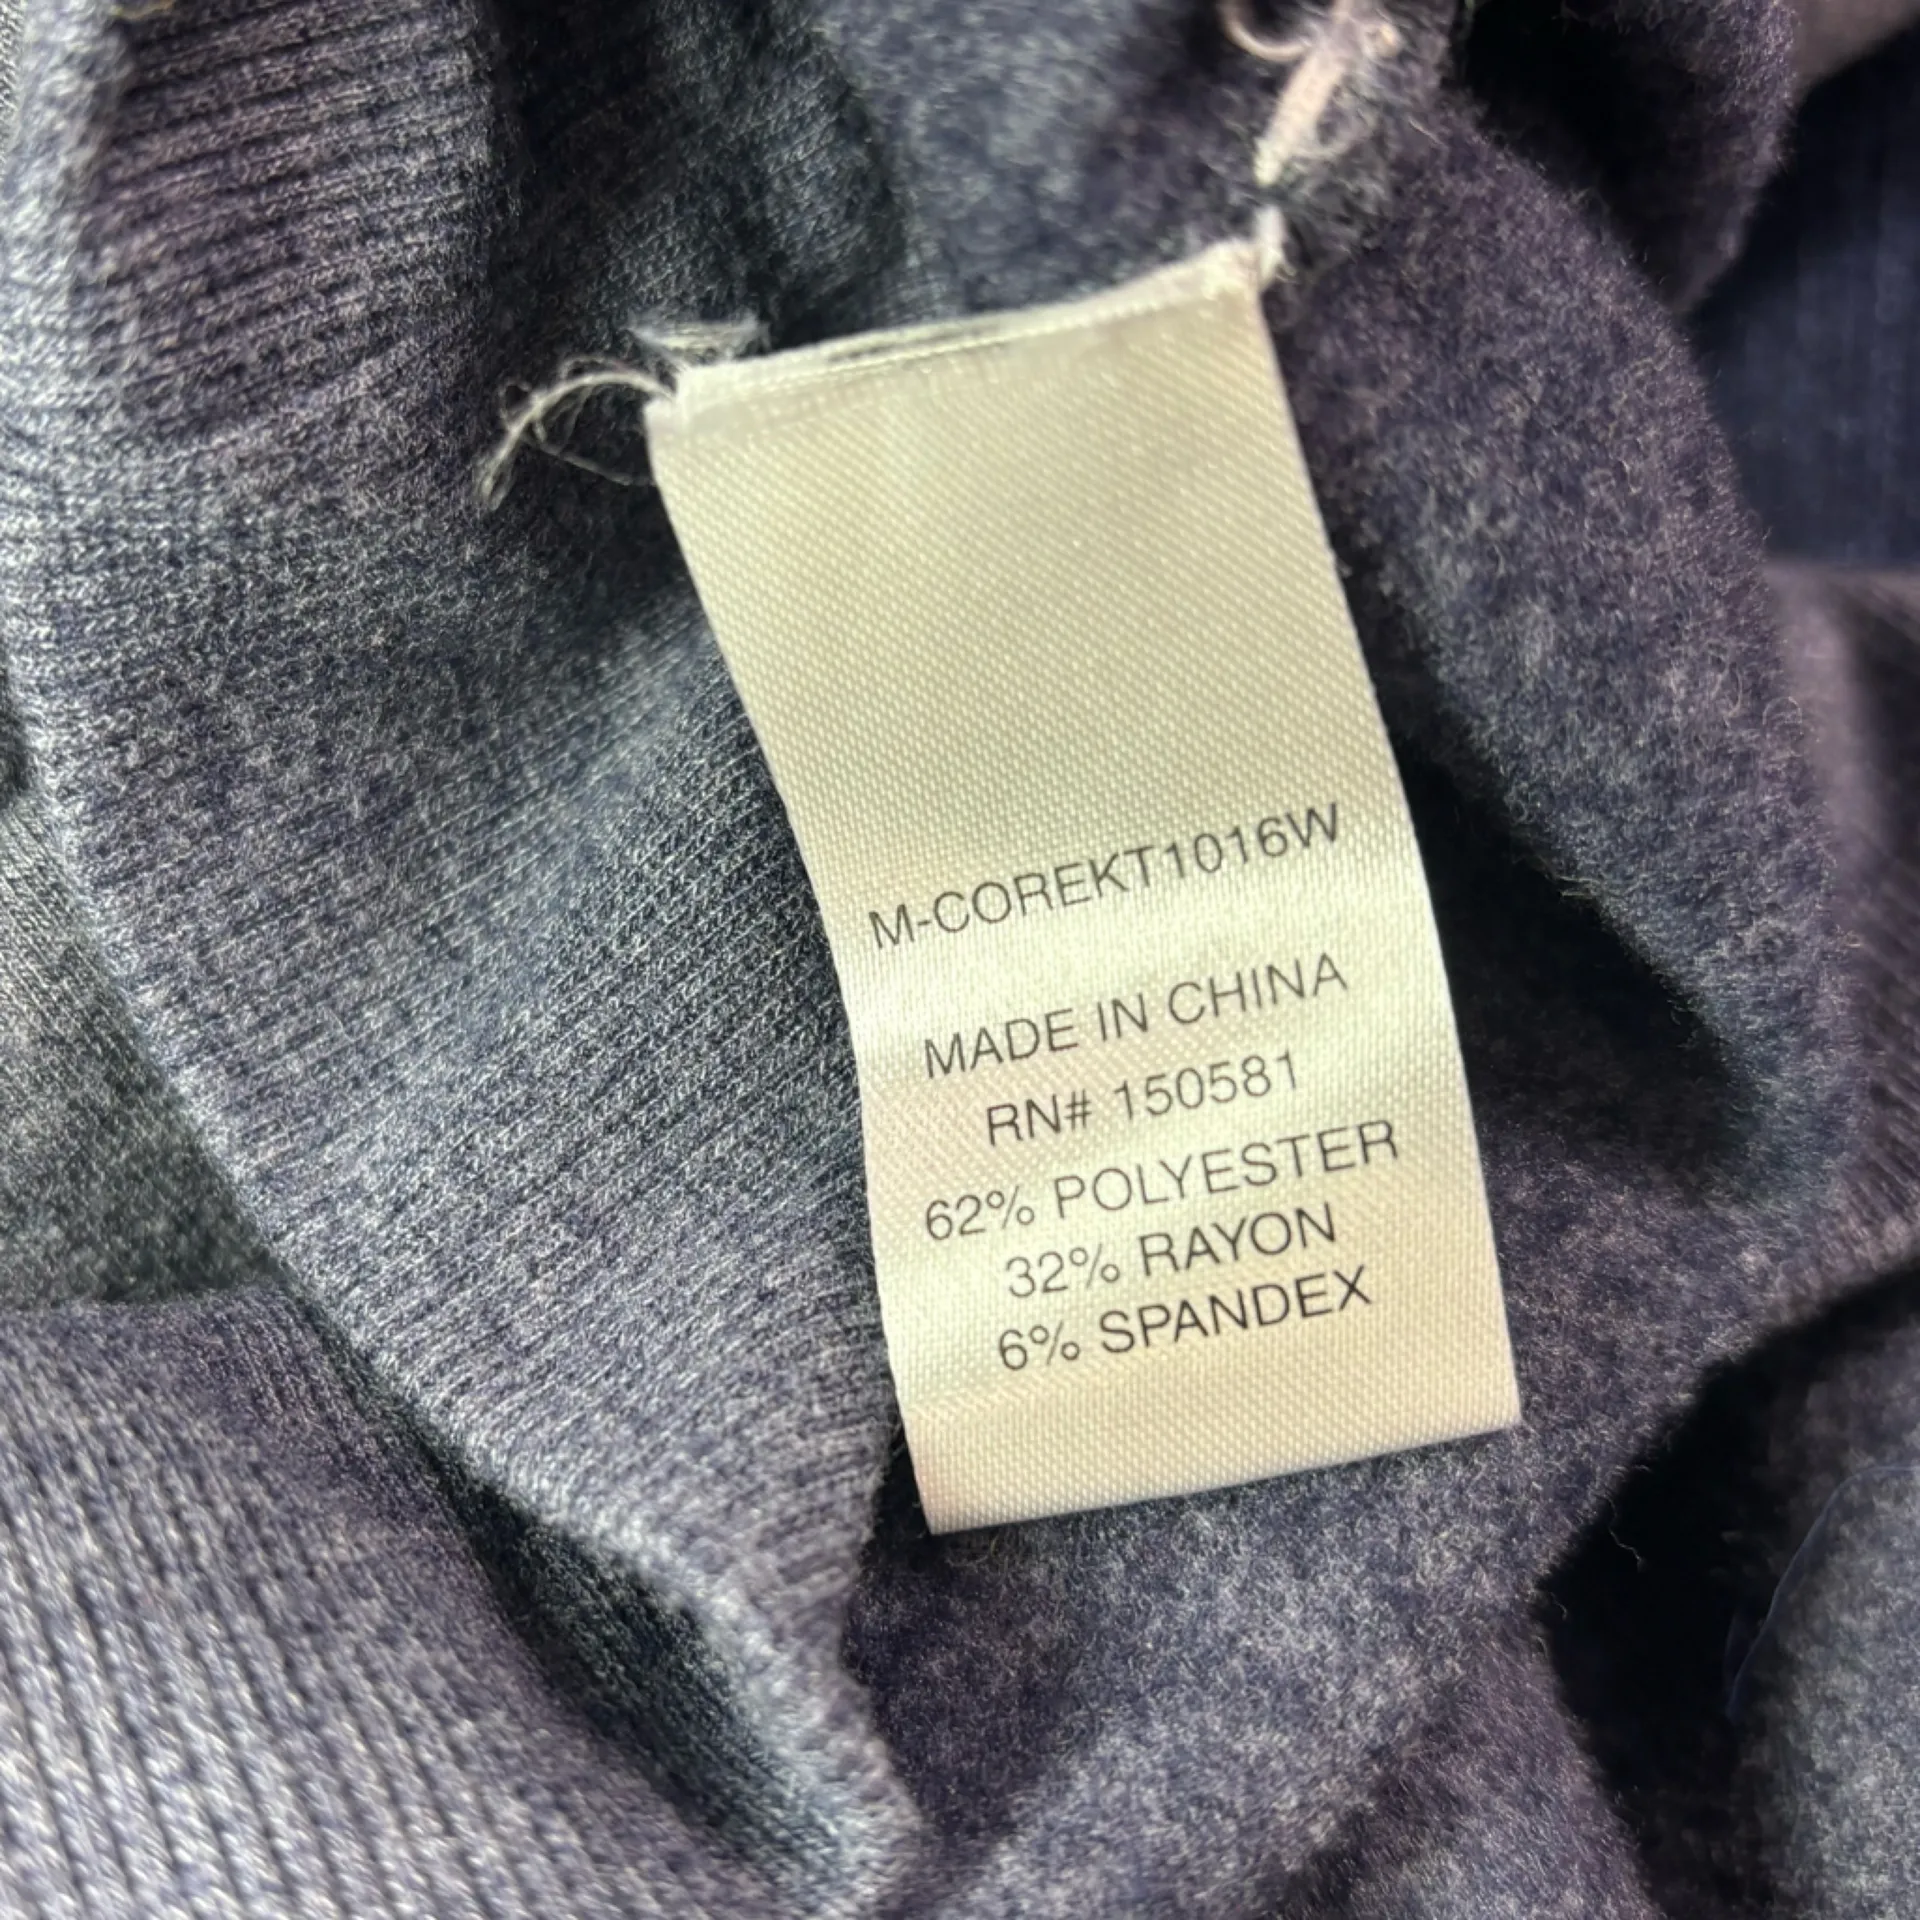 M-COREKT1016W
MADE IN CHINA
RN# 150581
62% POLYESTER
32% RAYON
6% SPANDEX